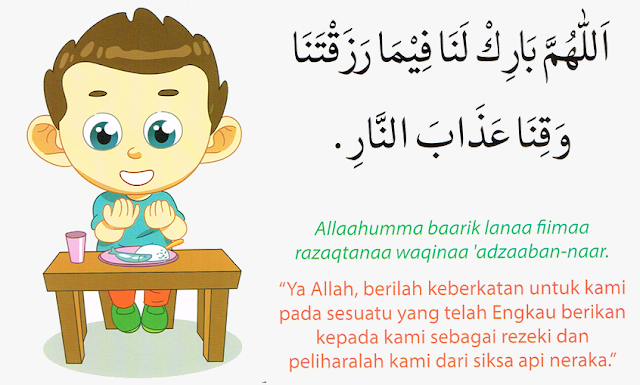 اَللّٰهُمَّ بَارِكْ لَنَا فِيْمَا رَزَقْتَنَا
وَقِنَا عَذَابَ النَّارِ.
Allaahumma baarik lanaa fiimaa
razaqtanaa waqinaa 'adzaaban-naar.
“Ya Allah, berilah keberkatan untuk kami
pada sesuatu yang telah Engkau berikan
kepada kami sebagai rezeki dan
peliharalah kami dari siksa api neraka.”